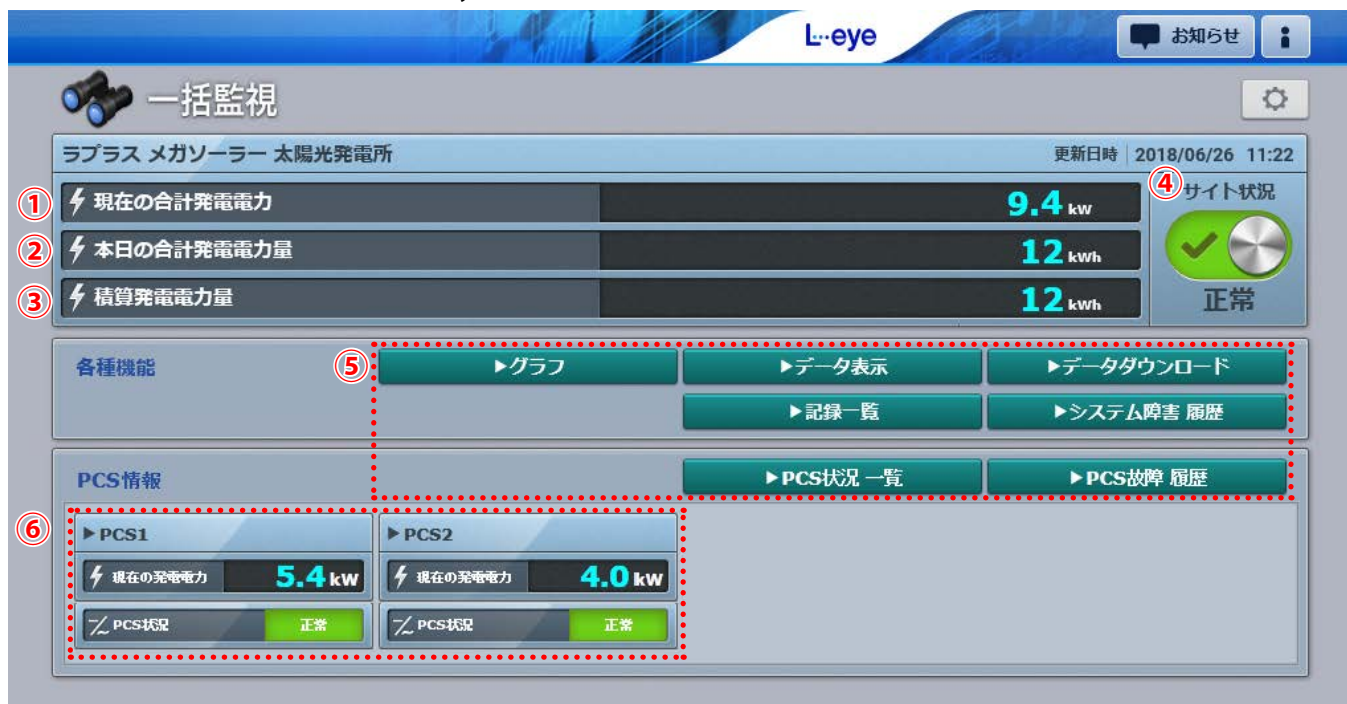 L·eye
お知らせ
一括監視
ラプラス メガソーラー 太陽光発電所
更新日時 2018/06/26 11:22
① 現在の合計発電電力 9.4 kw
② 本日の合計発電電力量 12 kwh
③ 積算発電電力量 12 kwh
④ サイト状況
正常
各種機能
⑤ ▶グラフ ▶データ表示 ▶データダウンロード
▶記録一覧 ▶システム障害 履歴
PCS情報 ▶PCS状況 一覧 ▶PCS故障 履歴
⑥ ▶PCS1 ▶PCS2
現在の発電電力 5.4 kw 現在の発電電力 4.0 kw
PCS状況 正常 PCS状況 正常